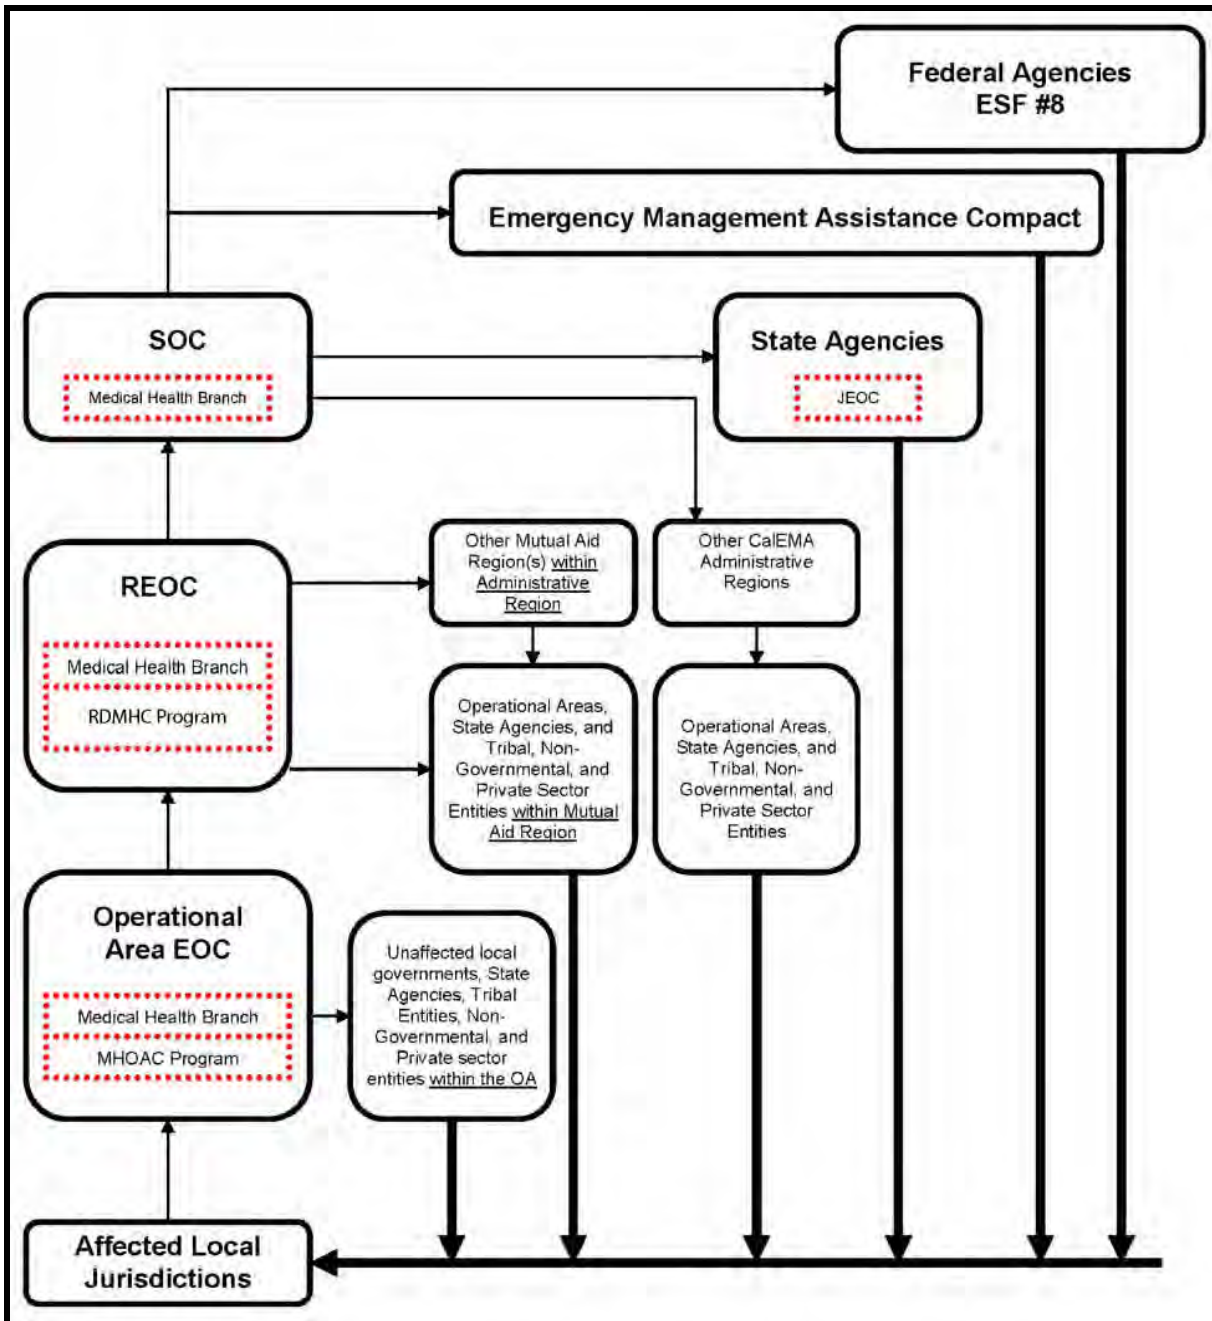 Federal Agencies
ESF #8
Emergency Management Assistance Compact
SOC
Medical Health Branch
State Agencies
JEOC
REOC
Medical Health Branch
RDMHC Program
Other Mutual Aid
Region(s) within
Administrative
Region
Other CalEMA
Administrative
Regions
Operational Areas,
State Agencies, and
Tribal, Non-
Governmental, and
Private Sector
Entities within Mutual
Aid Region
Operational Areas,
State Agencies, and
Tribal, Non-
Governmental, and
Private Sector
Entities
Operational
Area EOC
Medical Health Branch
MHOAC Program
Unaffected local
governments, State
Agencies, Tribal
Entities, Non-
Governmental, and
Private sector
entities within the OA
Affected Local
Jurisdictions